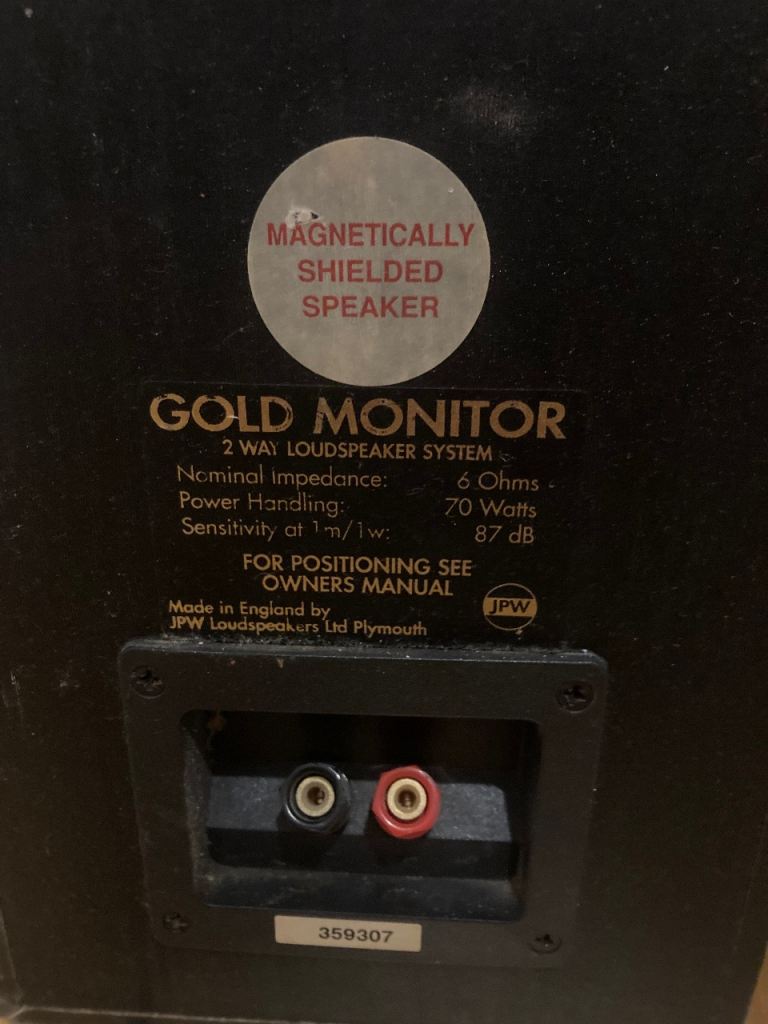 MAGNETICALLY
SHIELDED
SPEAKER
GOLD MONITOR
2 WAY LOUDSPEAKER SYSTEM
Nominal Impedance: 6 Ohms
Power Handling: 70 Watts
Sensitivity at 1m/1w: 87 dB
FOR POSITIONING SEE
OWNERS MANUAL
Made in England by
JPW Loudspeakers Ltd Plymouth
JPW
359307